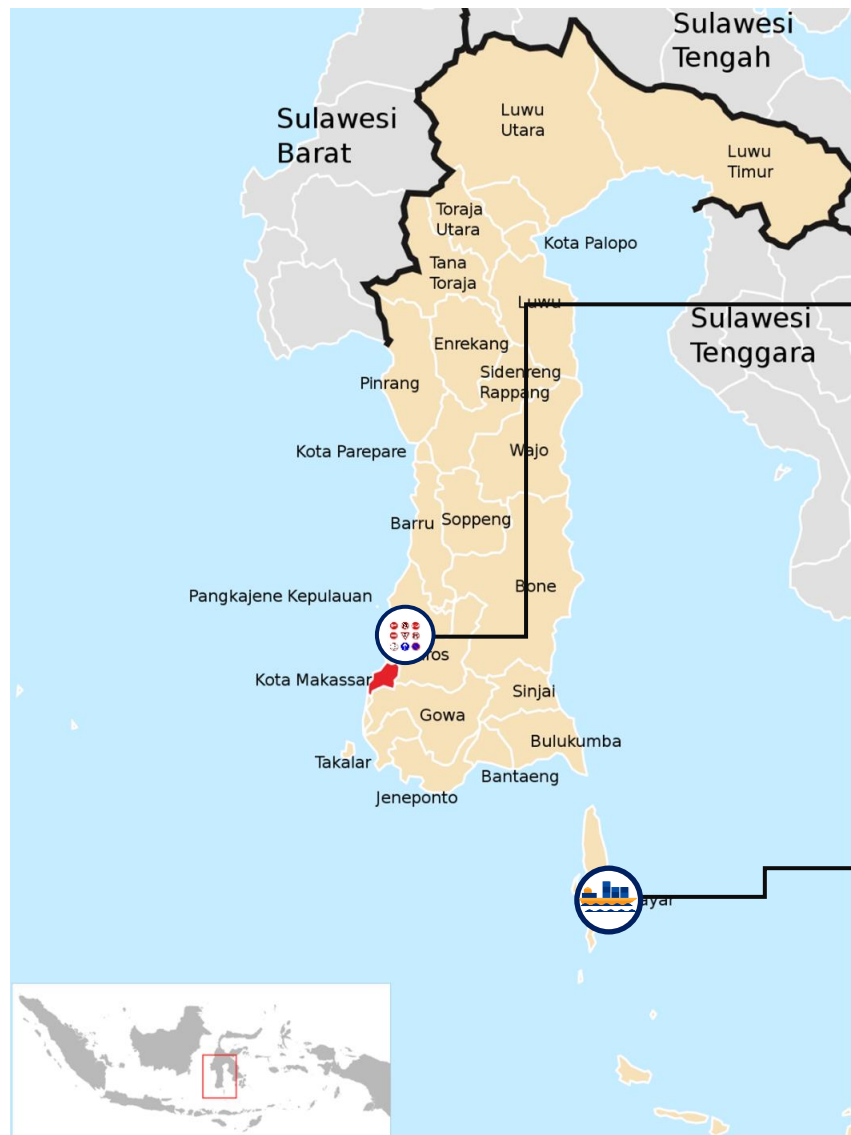 Sulawesi
Tengah
Luwu
Utara
Sulawesi
Barat
Luwu
Timur
Toraja
Utara
Kota Palopo
Tana
Toraja
Luwu
Sulawesi
Tenggara
Enrekang
Sidenreng
Rappang
Pinrang
Kota Parepare
Wajo
Barru
Soppeng
Bone
Pangkajene Kepulauan
Kota Makassar
Sinjai
Gowa
Bulukumba
Takalar
Bantaeng
Jeneponto